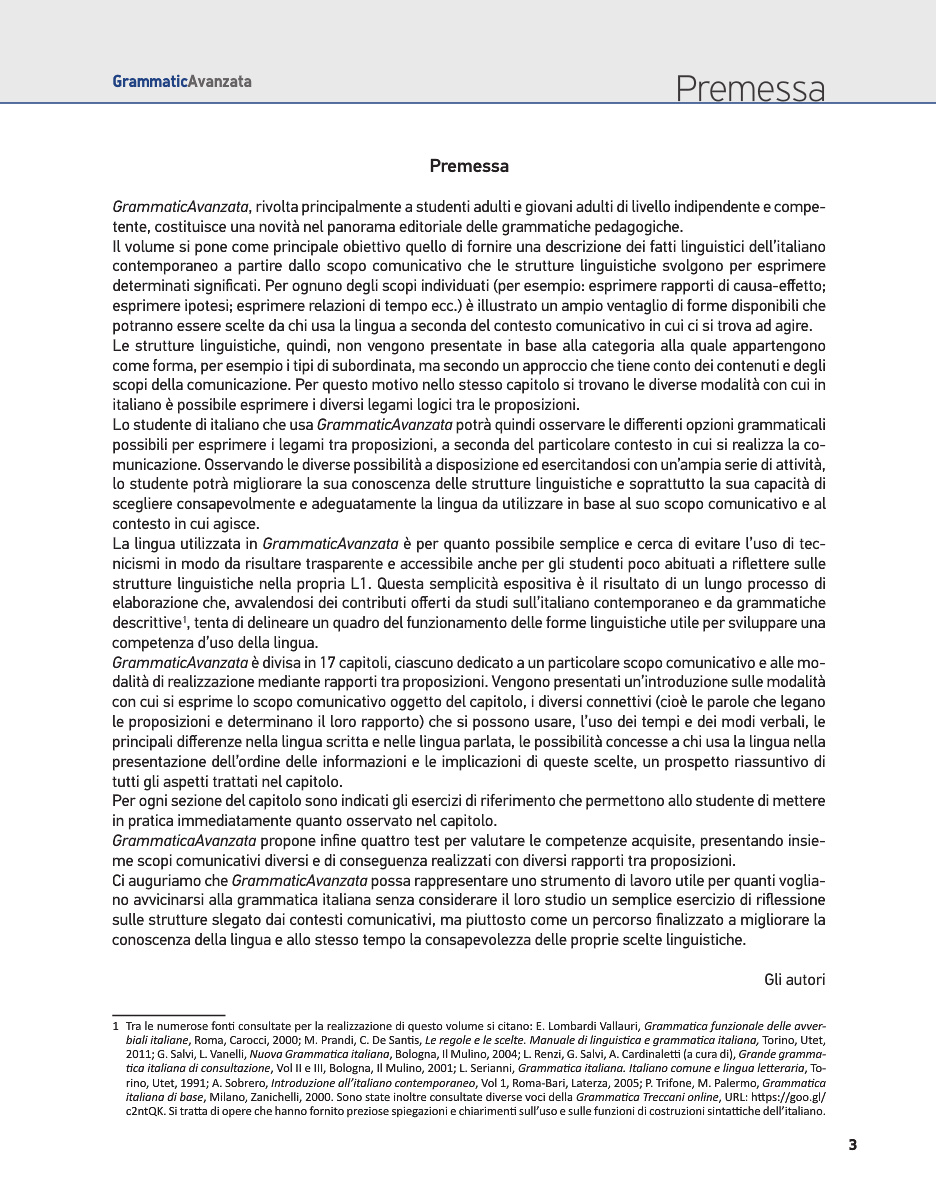 GrammaticAvanzata
Premessa
Premessa
GrammaticAvanzata, rivolta principalmente a studenti adulti e giovani adulti di livello indipendente e compe-
tente, costituisce una novità nel panorama editoriale delle grammatiche pedagogiche.
Il volume si pone come principale obiettivo quello di fornire una descrizione dei fatti linguistici dell’italiano
contemporaneo a partire dallo scopo comunicativo che le strutture linguistiche svolgono per esprimere
determinati significati. Per ognuno degli scopi individuati (per esempio: esprimere rapporti di causa-effetto;
esprimere ipotesi; esprimere relazioni di tempo ecc.) è illustrato un ampio ventaglio di forme disponibili che
potranno essere scelte da chi usa la lingua a seconda del contesto comunicativo in cui ci si trova ad agire.
Le strutture linguistiche, quindi, non vengono presentate in base alla categoria alla quale appartengono
come forma, per esempio i tipi di subordinata, ma secondo un approccio che tiene conto dei contenuti e degli
scopi della comunicazione. Per questo motivo nello stesso capitolo si trovano le diverse modalità con cui in
italiano è possibile esprimere i diversi legami logici tra le proposizioni.
Lo studente di italiano che usa GrammaticAvanzata potrà quindi osservare le differenti opzioni grammaticali
possibili per esprimere i legami tra proposizioni, a seconda del particolare contesto in cui si realizza la co-
municazione. Osservando le diverse possibilità a disposizione ed esercitandosi con un’ampia serie di attività,
lo studente potrà migliorare la sua conoscenza delle strutture linguistiche e soprattutto la sua capacità di
scegliere consapevolmente e adeguatamente la lingua da utilizzare in base al suo scopo comunicativo e al
contesto in cui agisce.
La lingua utilizzata in GrammaticAvanzata è per quanto possibile semplice e cerca di evitare l’uso di tec-
nicismi in modo da risultare trasparente e accessibile anche per gli studenti poco abituati a riflettere sulle
strutture linguistiche nella propria L1. Questa semplicità espositiva è il risultato di un lungo processo di
elaborazione che, avvalendosi dei contributi offerti da studi sull’italiano contemporaneo e da grammatiche
descrittive¹, tenta di delineare un quadro del funzionamento delle forme linguistiche utile per sviluppare una
competenza d’uso della lingua.
GrammaticAvanzata è divisa in 17 capitoli, ciascuno dedicato a un particolare scopo comunicativo e alle mo-
dalità di realizzazione mediante rapporti tra proposizioni. Vengono presentati un’introduzione sulle modalità
con cui si esprime lo scopo comunicativo oggetto del capitolo, i diversi connettivi (cioè le parole che legano
le proposizioni e determinano il loro rapporto) che si possono usare, l’uso dei tempi e dei modi verbali, le
principali differenze nella lingua scritta e nelle lingua parlata, le possibilità concesse a chi usa la lingua nella
presentazione dell’ordine delle informazioni e le implicazioni di queste scelte, un prospetto riassuntivo di
tutti gli aspetti trattati nel capitolo.
Per ogni sezione del capitolo sono indicati gli esercizi di riferimento che permettono allo studente di mettere
in pratica immediatamente quanto osservato nel capitolo.
GrammaticaAvanzata propone infine quattro test per valutare le competenze acquisite, presentando insie-
me scopi comunicativi diversi e di conseguenza realizzati con diversi rapporti tra proposizioni.
Ci auguriamo che GrammaticAvanzata possa rappresentare uno strumento di lavoro utile per quanti voglia-
no avvicinarsi alla grammatica italiana senza considerare il loro studio un semplice esercizio di riflessione
sulle strutture slegato dai contesti comunicativi, ma piuttosto come un percorso finalizzato a migliorare la
conoscenza della lingua e allo stesso tempo la consapevolezza delle proprie scelte linguistiche.
Gli autori
1 Tra le numerose fonti consultate per la realizzazione di questo volume si citano: E. Lombardi Vallauri, Grammatica funzionale delle avver-
biali italiane, Roma, Carocci, 2000; M. Prandi, C. De Santis, Le regole e le scelte. Manuale di linguistica e grammatica italiana, Torino, Utet,
2011; G. Salvi, L. Vanelli, Nuova Grammatica italiana, Bologna, Il Mulino, 2004; L. Renzi, G. Salvi, A. Cardinaletti (a cura di), Grande gramma-
tica italiana di consultazione, Vol II e III, Bologna, Il Mulino, 2001; L. Serianni, Grammatica italiana. Italiano comune e lingua letteraria, To-
rino, Utet, 1991; A. Sobrero, Introduzione all’italiano contemporaneo, Vol 1, Roma-Bari, Laterza, 2005; P. Trifone, M. Palermo, Grammatica
italiana di base, Milano, Zanichelli, 2000. Sono state inoltre consultate diverse voci della Grammatica Treccani online, URL: https://goo.gl/
c2ntQK. Si tratta di opere che hanno fornito preziose spiegazioni e chiarimenti sull’uso e sulle funzioni di costruzioni sintattiche dell’italiano.
3